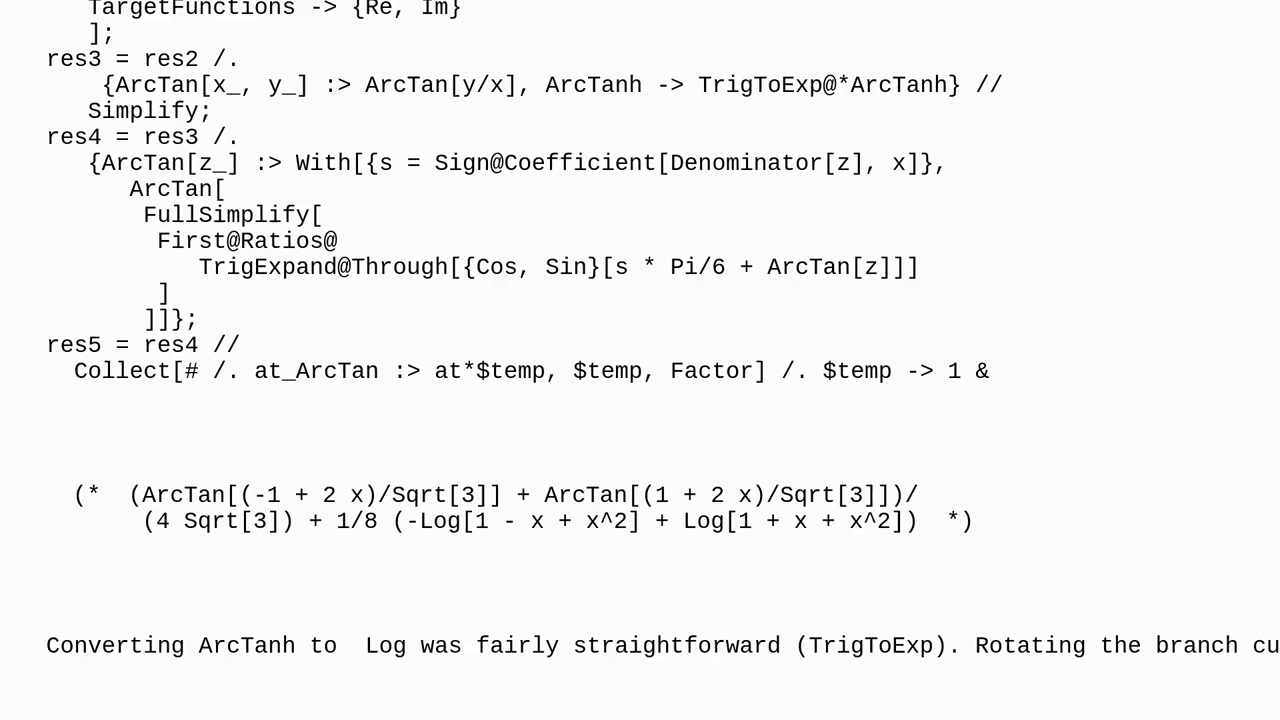 TargetFunctions -> {Re, Im}
];
res3 = res2 /.
{ArcTan[x_, y_] :> ArcTan[y/x], ArcTanh -> TrigToExp@*ArcTanh} //
Simplify;
res4 = res3 /.
{ArcTan[z_] :> With[{s = Sign@Coefficient[Denominator[z], x]},
ArcTan[
FullSimplify[
First@Ratios@
TrigExpand@Through[{Cos, Sin}[s * Pi/6 + ArcTan[z]]]
]
]]};
res5 = res4 //
Collect[# /. at_ArcTan :> at*$temp, $temp, Factor] /. $temp -> 1 &
(*  (ArcTan[(-1 + 2 x)/Sqrt[3]] + ArcTan[(1 + 2 x)/Sqrt[3]])/
(4 Sqrt[3]) + 1/8 (-Log[1 - x + x^2] + Log[1 + x + x^2])  *)
Converting ArcTanh to  Log was fairly straightforward (TrigToExp). Rotating the branch cu